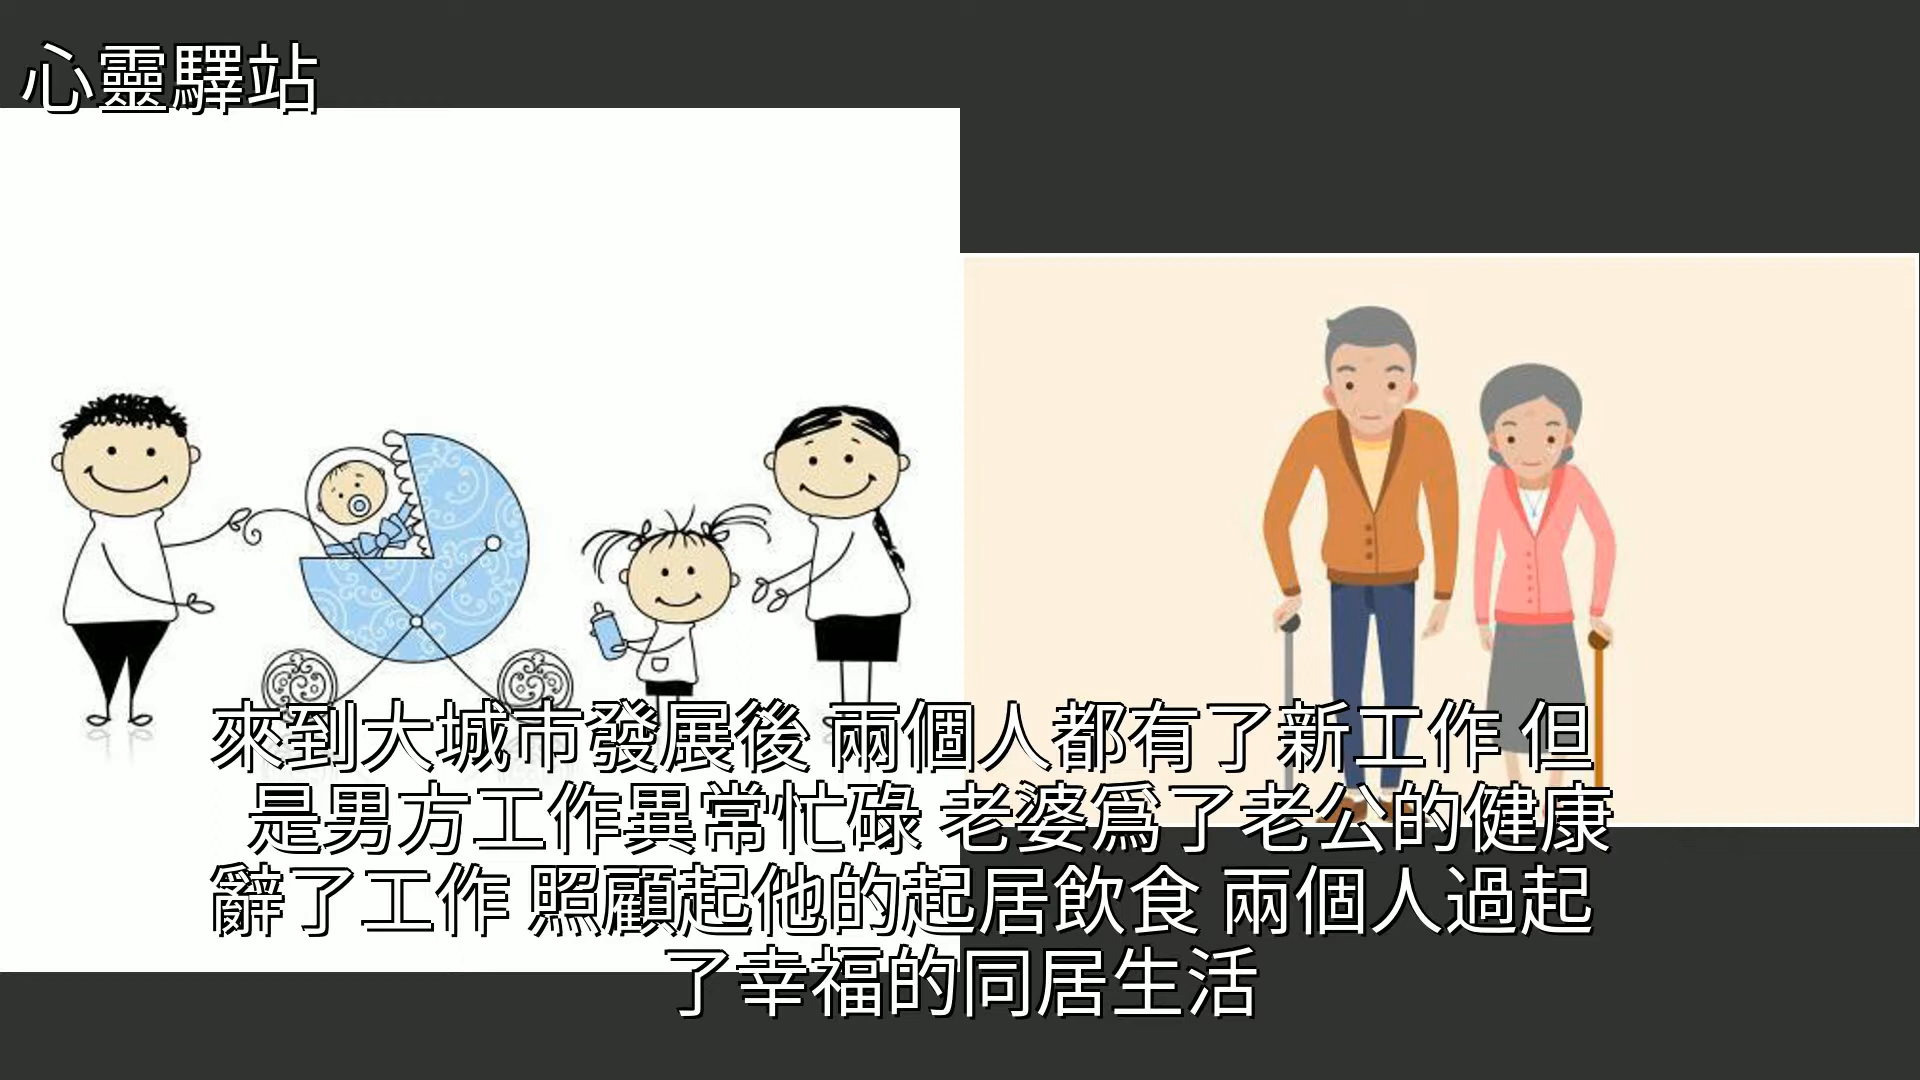 心靈驛站
來到大城市發展後 兩個人都有了新工作 但
是男方工作異常忙碌 老婆爲了老公的健康
辭了工作 照顧起他的起居飲食 兩個人過起
了幸福的同居生活